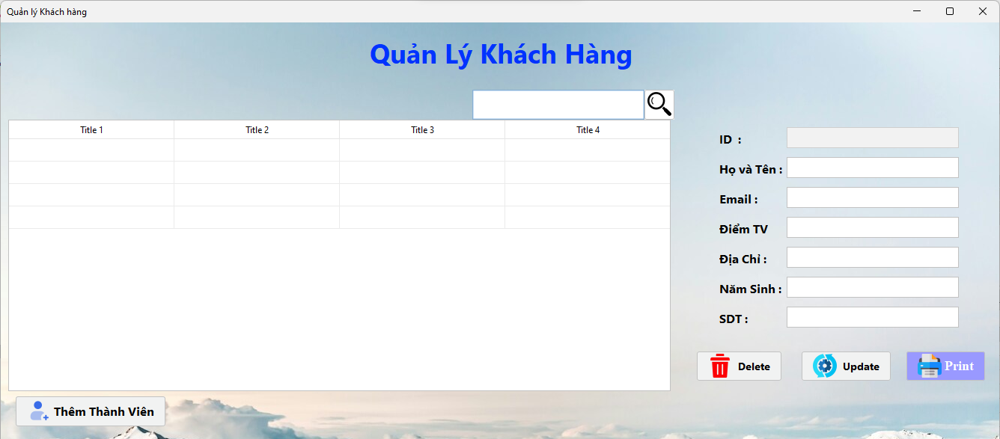 Quản lý Khách hàng
Quản Lý Khách Hàng
Title 1 Title 2 Title 3 Title 4
ID :
Họ và Tên :
Email :
Điểm TV
Địa Chỉ :
Năm Sinh :
SDT :
Delete Update Print
Thêm Thành Viên